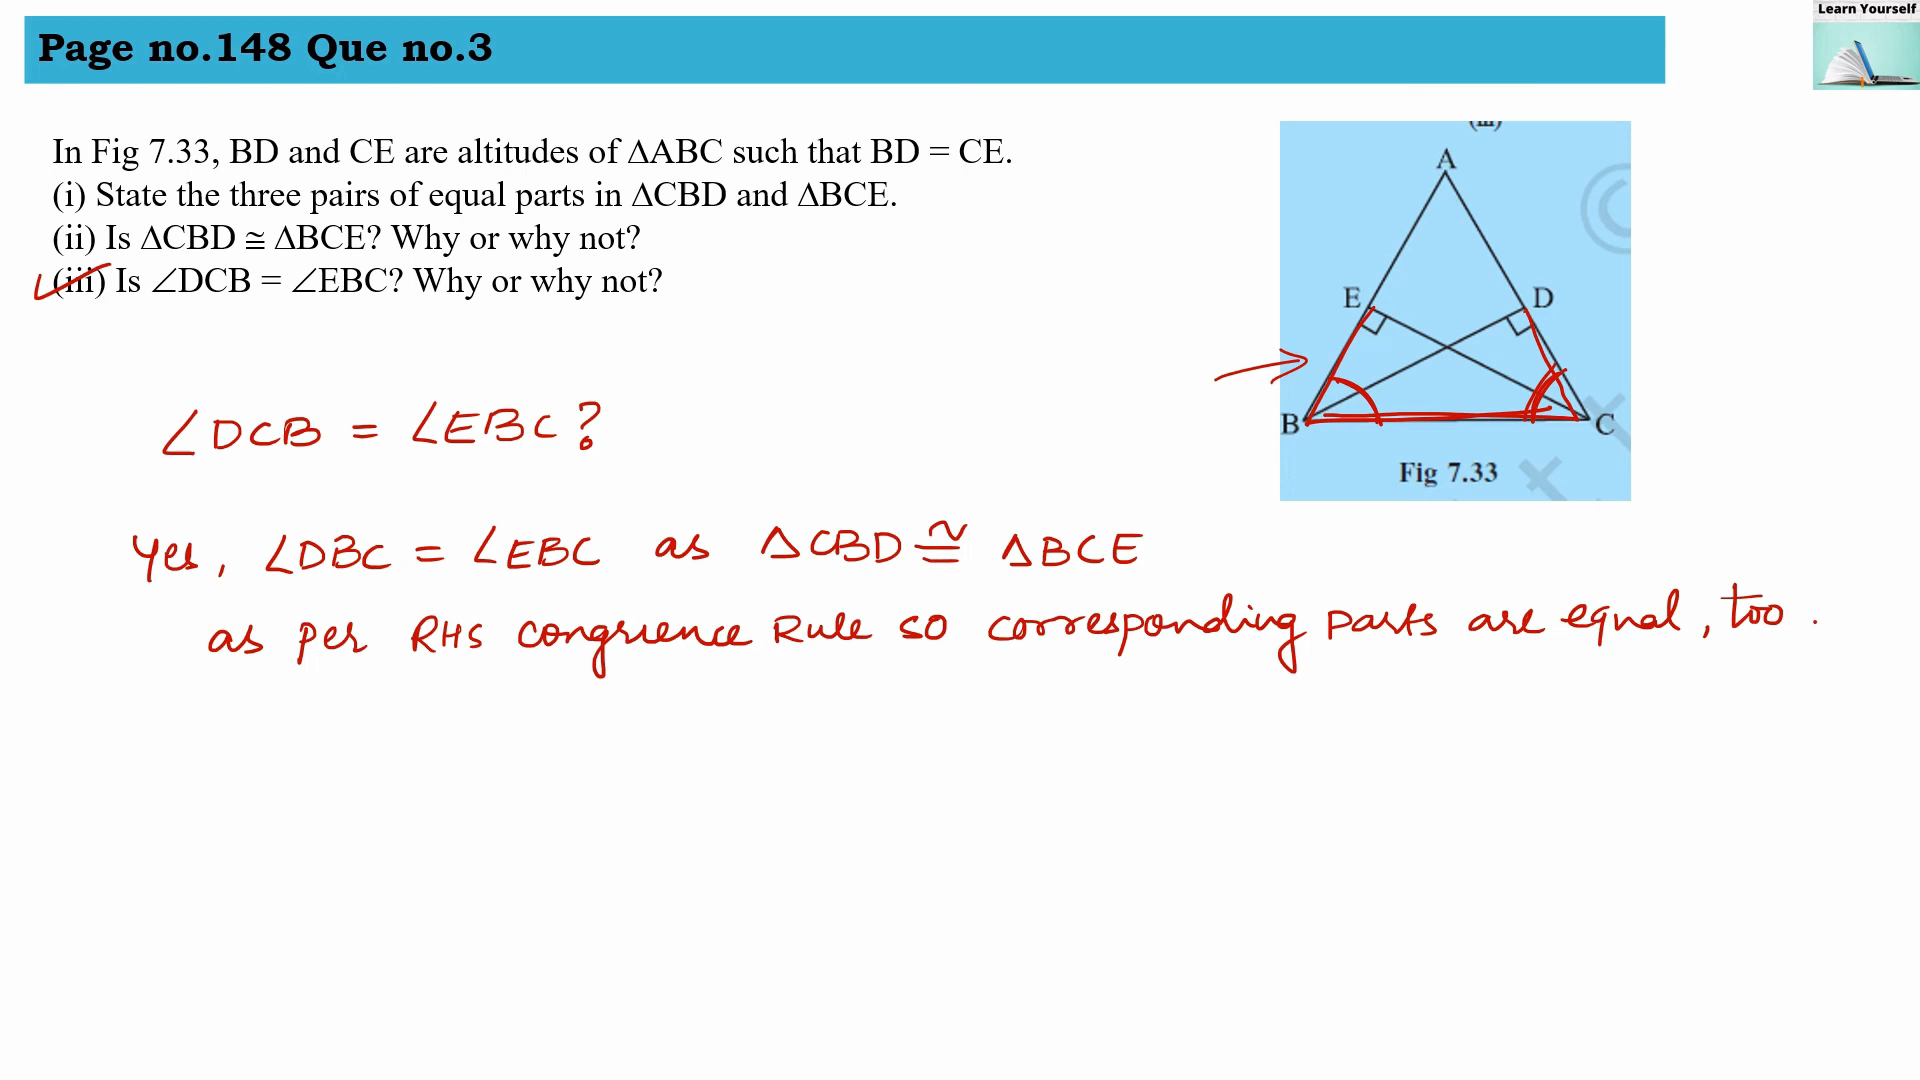 Page no.148 Que no.3
Learn Yourself
In Fig 7.33, BD and CE are altitudes of ΔABC such that BD = CE.
(i) State the three pairs of equal parts in ΔCBD and ΔBCE.
(ii) Is ΔCBD ≅ ΔBCE? Why or why not?
(iii) Is ∠DCB = ∠EBC? Why or why not?
(iii)
A
E D
B C
Fig 7.33
∠DCB = ∠EBC?
Yes, ∠DBC = ∠EBC as ΔCBD ≅ ΔBCE
as per RHS congruence Rule so corresponding parts are equal, too.